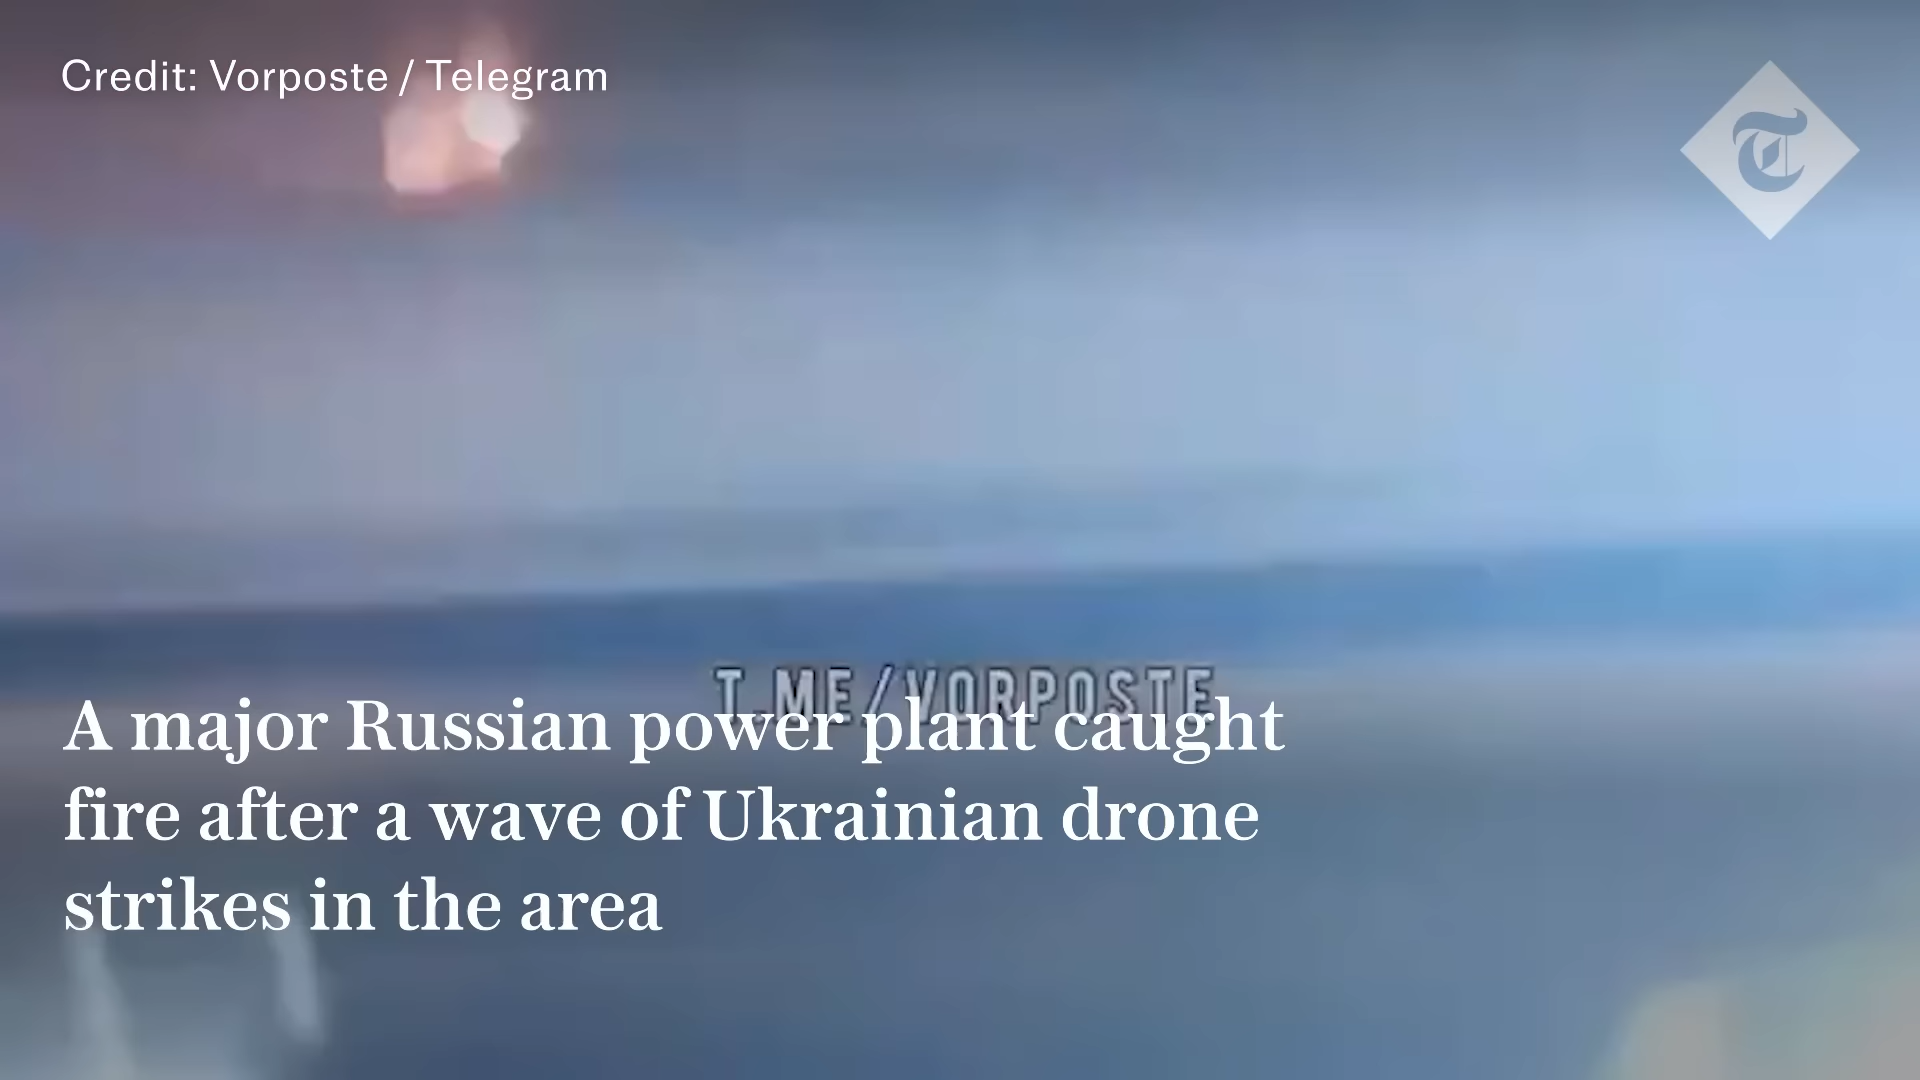 Credit: Vorposte / Telegram
T
T.ME/VORPOSTE
A major Russian power plant caught
fire after a wave of Ukrainian drone
strikes in the area